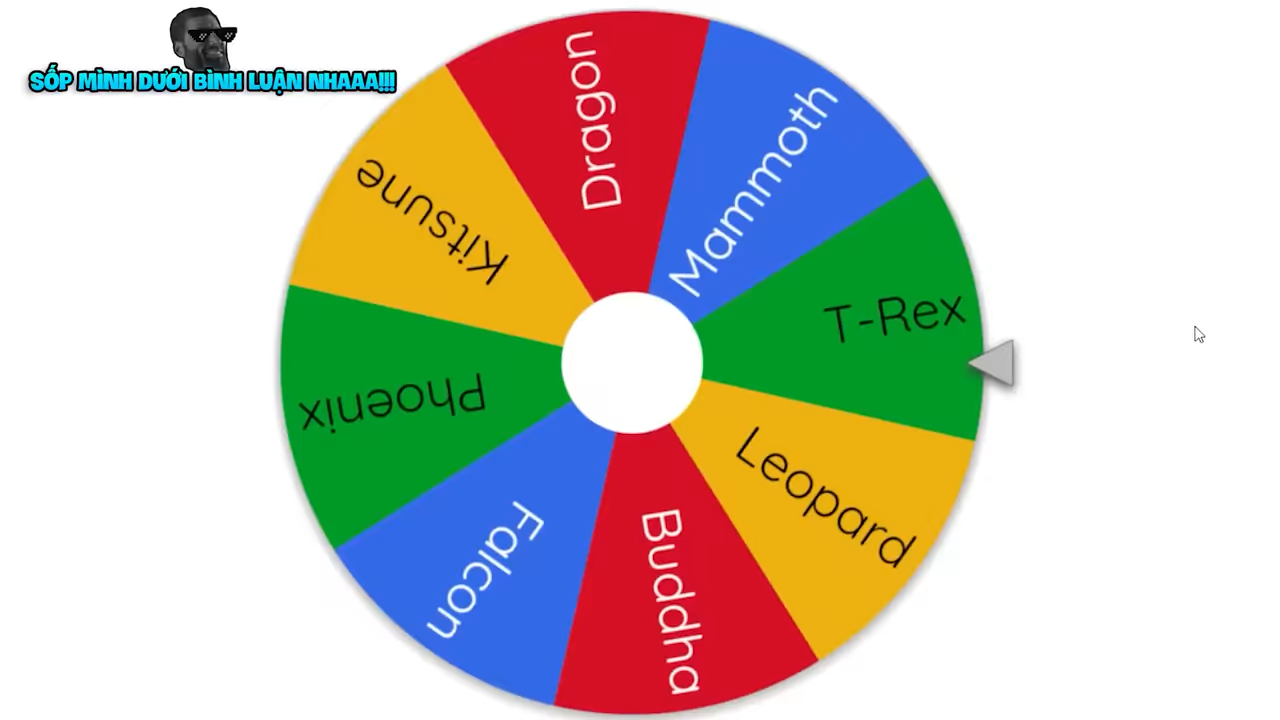 SỐP MÌNH DƯỚI BÌNH LUẬN NHAAA!!!
Dragon
Mammoth
T-Rex
Leopard
Buddha
Falcon
Phoenix
Kitsune